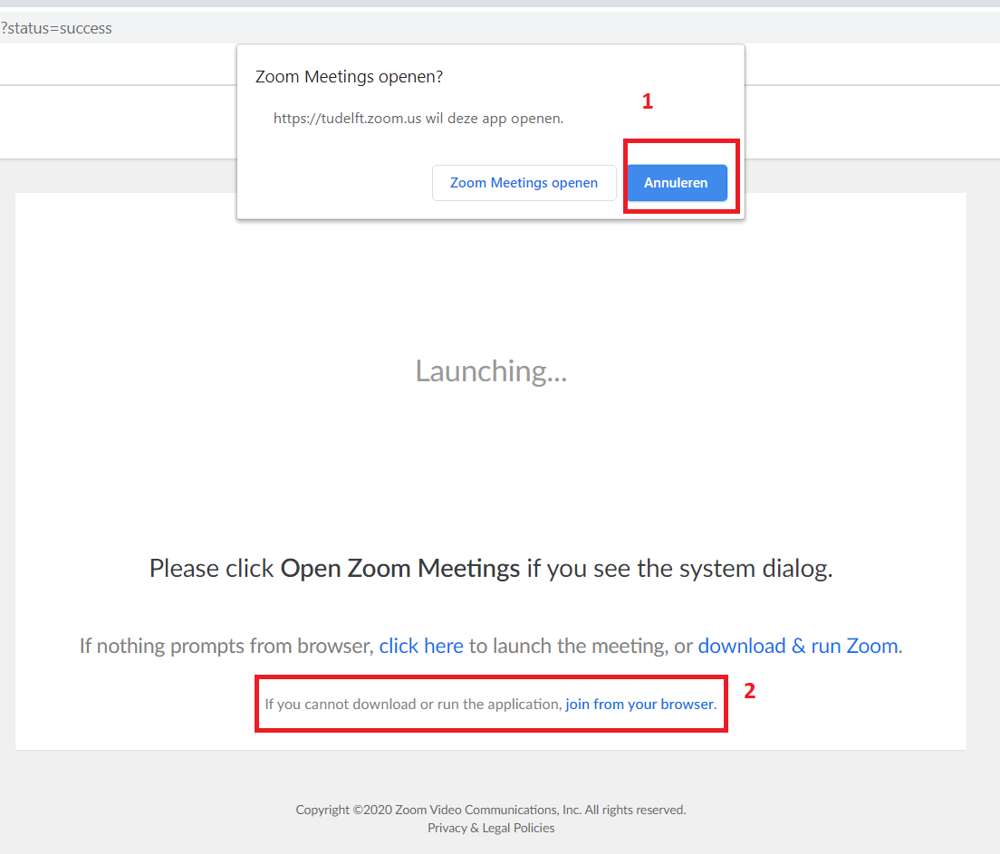 ?status=success
Zoom Meetings openen?
1
https://tudelft.zoom.us wil deze app openen.
Zoom Meetings openen
Annuleren
Launching...
Please click Open Zoom Meetings if you see the system dialog.
If nothing prompts from browser, click here to launch the meeting, or download & run Zoom.
If you cannot download or run the application, join from your browser.
2
Copyright ©2020 Zoom Video Communications, Inc. All rights reserved.
Privacy & Legal Policies